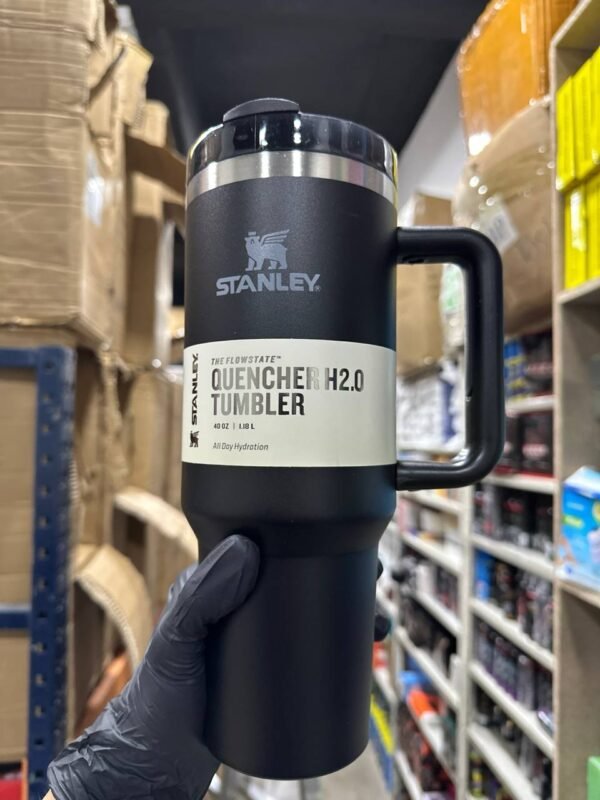 STANLEY
STANLEY
THE FLOWSTATE™
QUENCHER H2.0
TUMBLER
40 OZ | 1.18 L
All Day Hydration